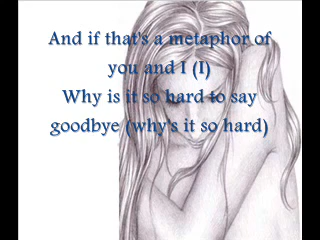 And if that's a metaphor of
you and I (I)
Why is it so hard to say
goodbye (why's it so hard)